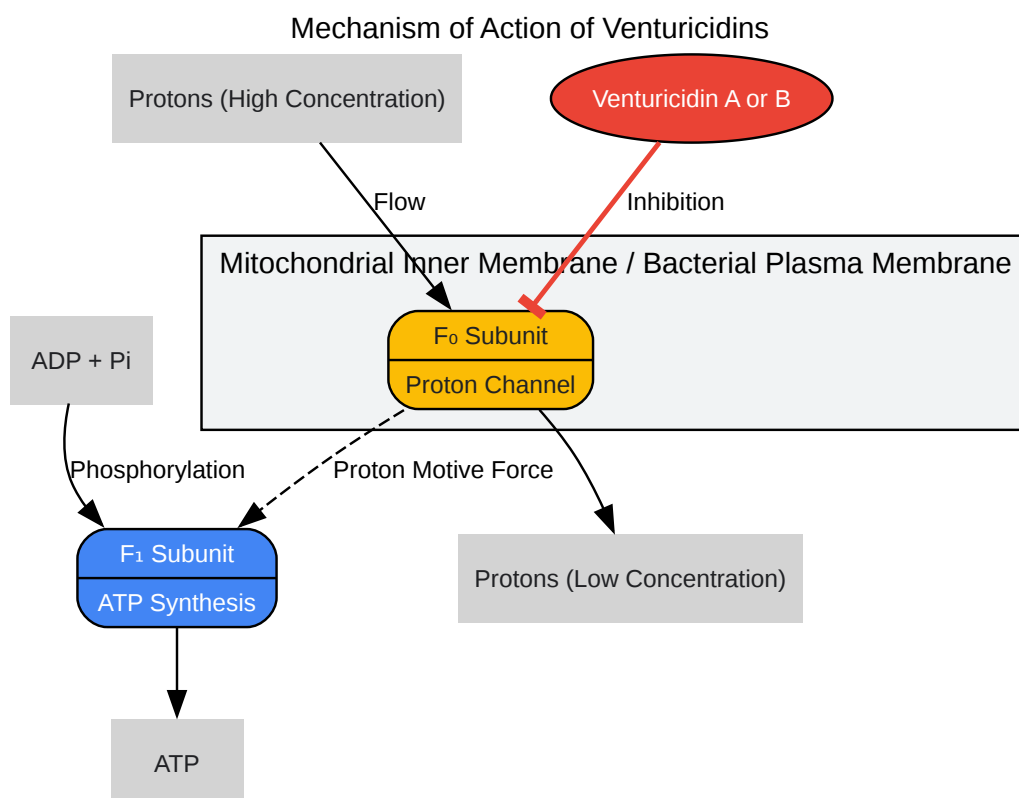 Mechanism of Action of Venturicidins
Protons (High Concentration)
Venturicidin A or B
Flow
Inhibition
Mitochondrial Inner Membrane / Bacterial Plasma Membrane
F₀ Subunit
Proton Channel
ADP + Pi
Phosphorylation
Proton Motive Force
F₁ Subunit
ATP Synthesis
Protons (Low Concentration)
ATP